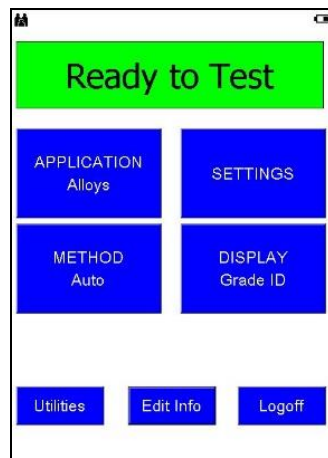 Ready to Test
APPLICATION
Alloys
SETTINGS
METHOD
Auto
DISPLAY
Grade ID
Utilities
Edit Info
Logoff